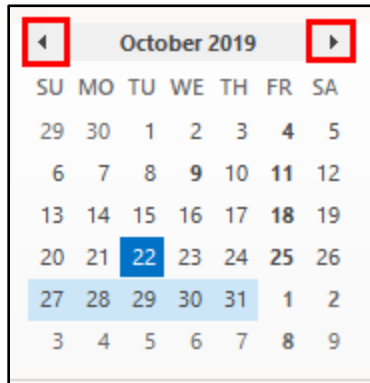 October 2019
SU MO TU WE TH FR SA
29 30 1 2 3 4 5
6 7 8 9 10 11 12
13 14 15 16 17 18 19
20 21 22 23 24 25 26
27 28 29 30 31 1 2
3 4 5 6 7 8 9